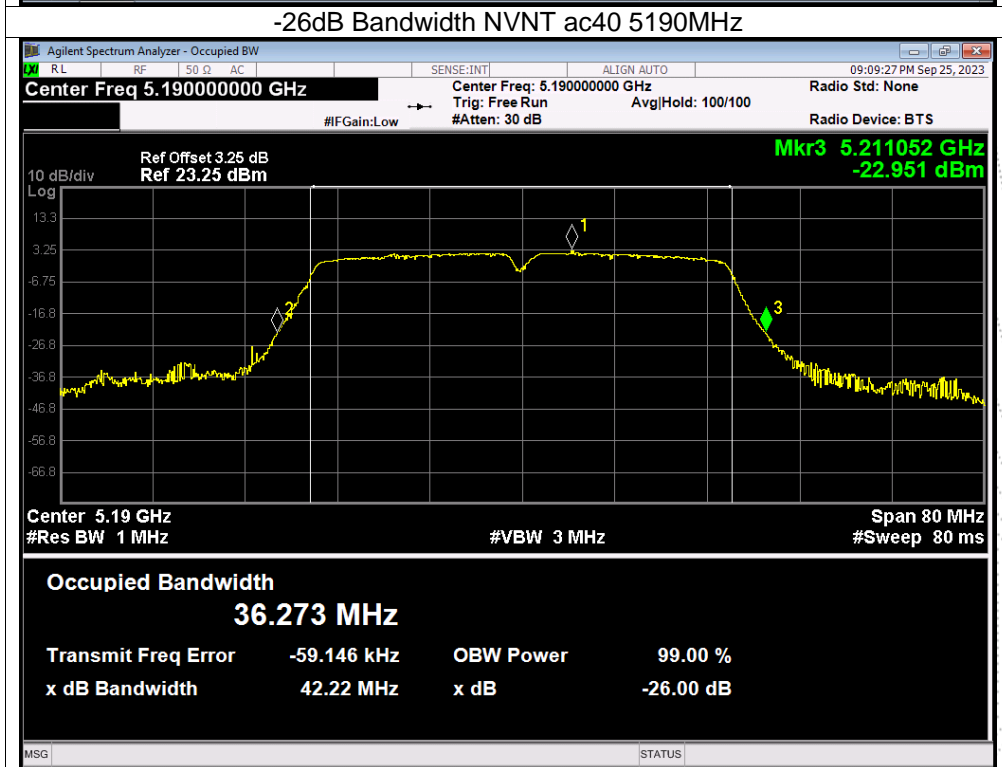 -26dB Bandwidth NVNT ac40 5190MHz
Agilent Spectrum Analyzer - Occupied BW
LXI RL RF 50 Ω AC SENSE:INT ALIGN AUTO 09:09:27 PM Sep 25, 2023
Center Freq 5.190000000 GHz Center Freq: 5.190000000 GHz Radio Std: None
Trig: Free Run Avg|Hold: 100/100
#IFGain:Low #Atten: 30 dB Radio Device: BTS
Mkr3 5.211052 GHz
-22.951 dBm
Ref Offset 3.25 dB
10 dB/div Ref 23.25 dBm
Log
13.3
3.25
-6.75
-16.8
-26.8
-36.8
-46.8
-56.8
-66.8
1
2
3
Center 5.19 GHz Span 80 MHz
#Res BW 1 MHz #VBW 3 MHz #Sweep 80 ms
Occupied Bandwidth
36.273 MHz
Transmit Freq Error -59.146 kHz OBW Power 99.00 %
x dB Bandwidth 42.22 MHz x dB -26.00 dB
MSG STATUS